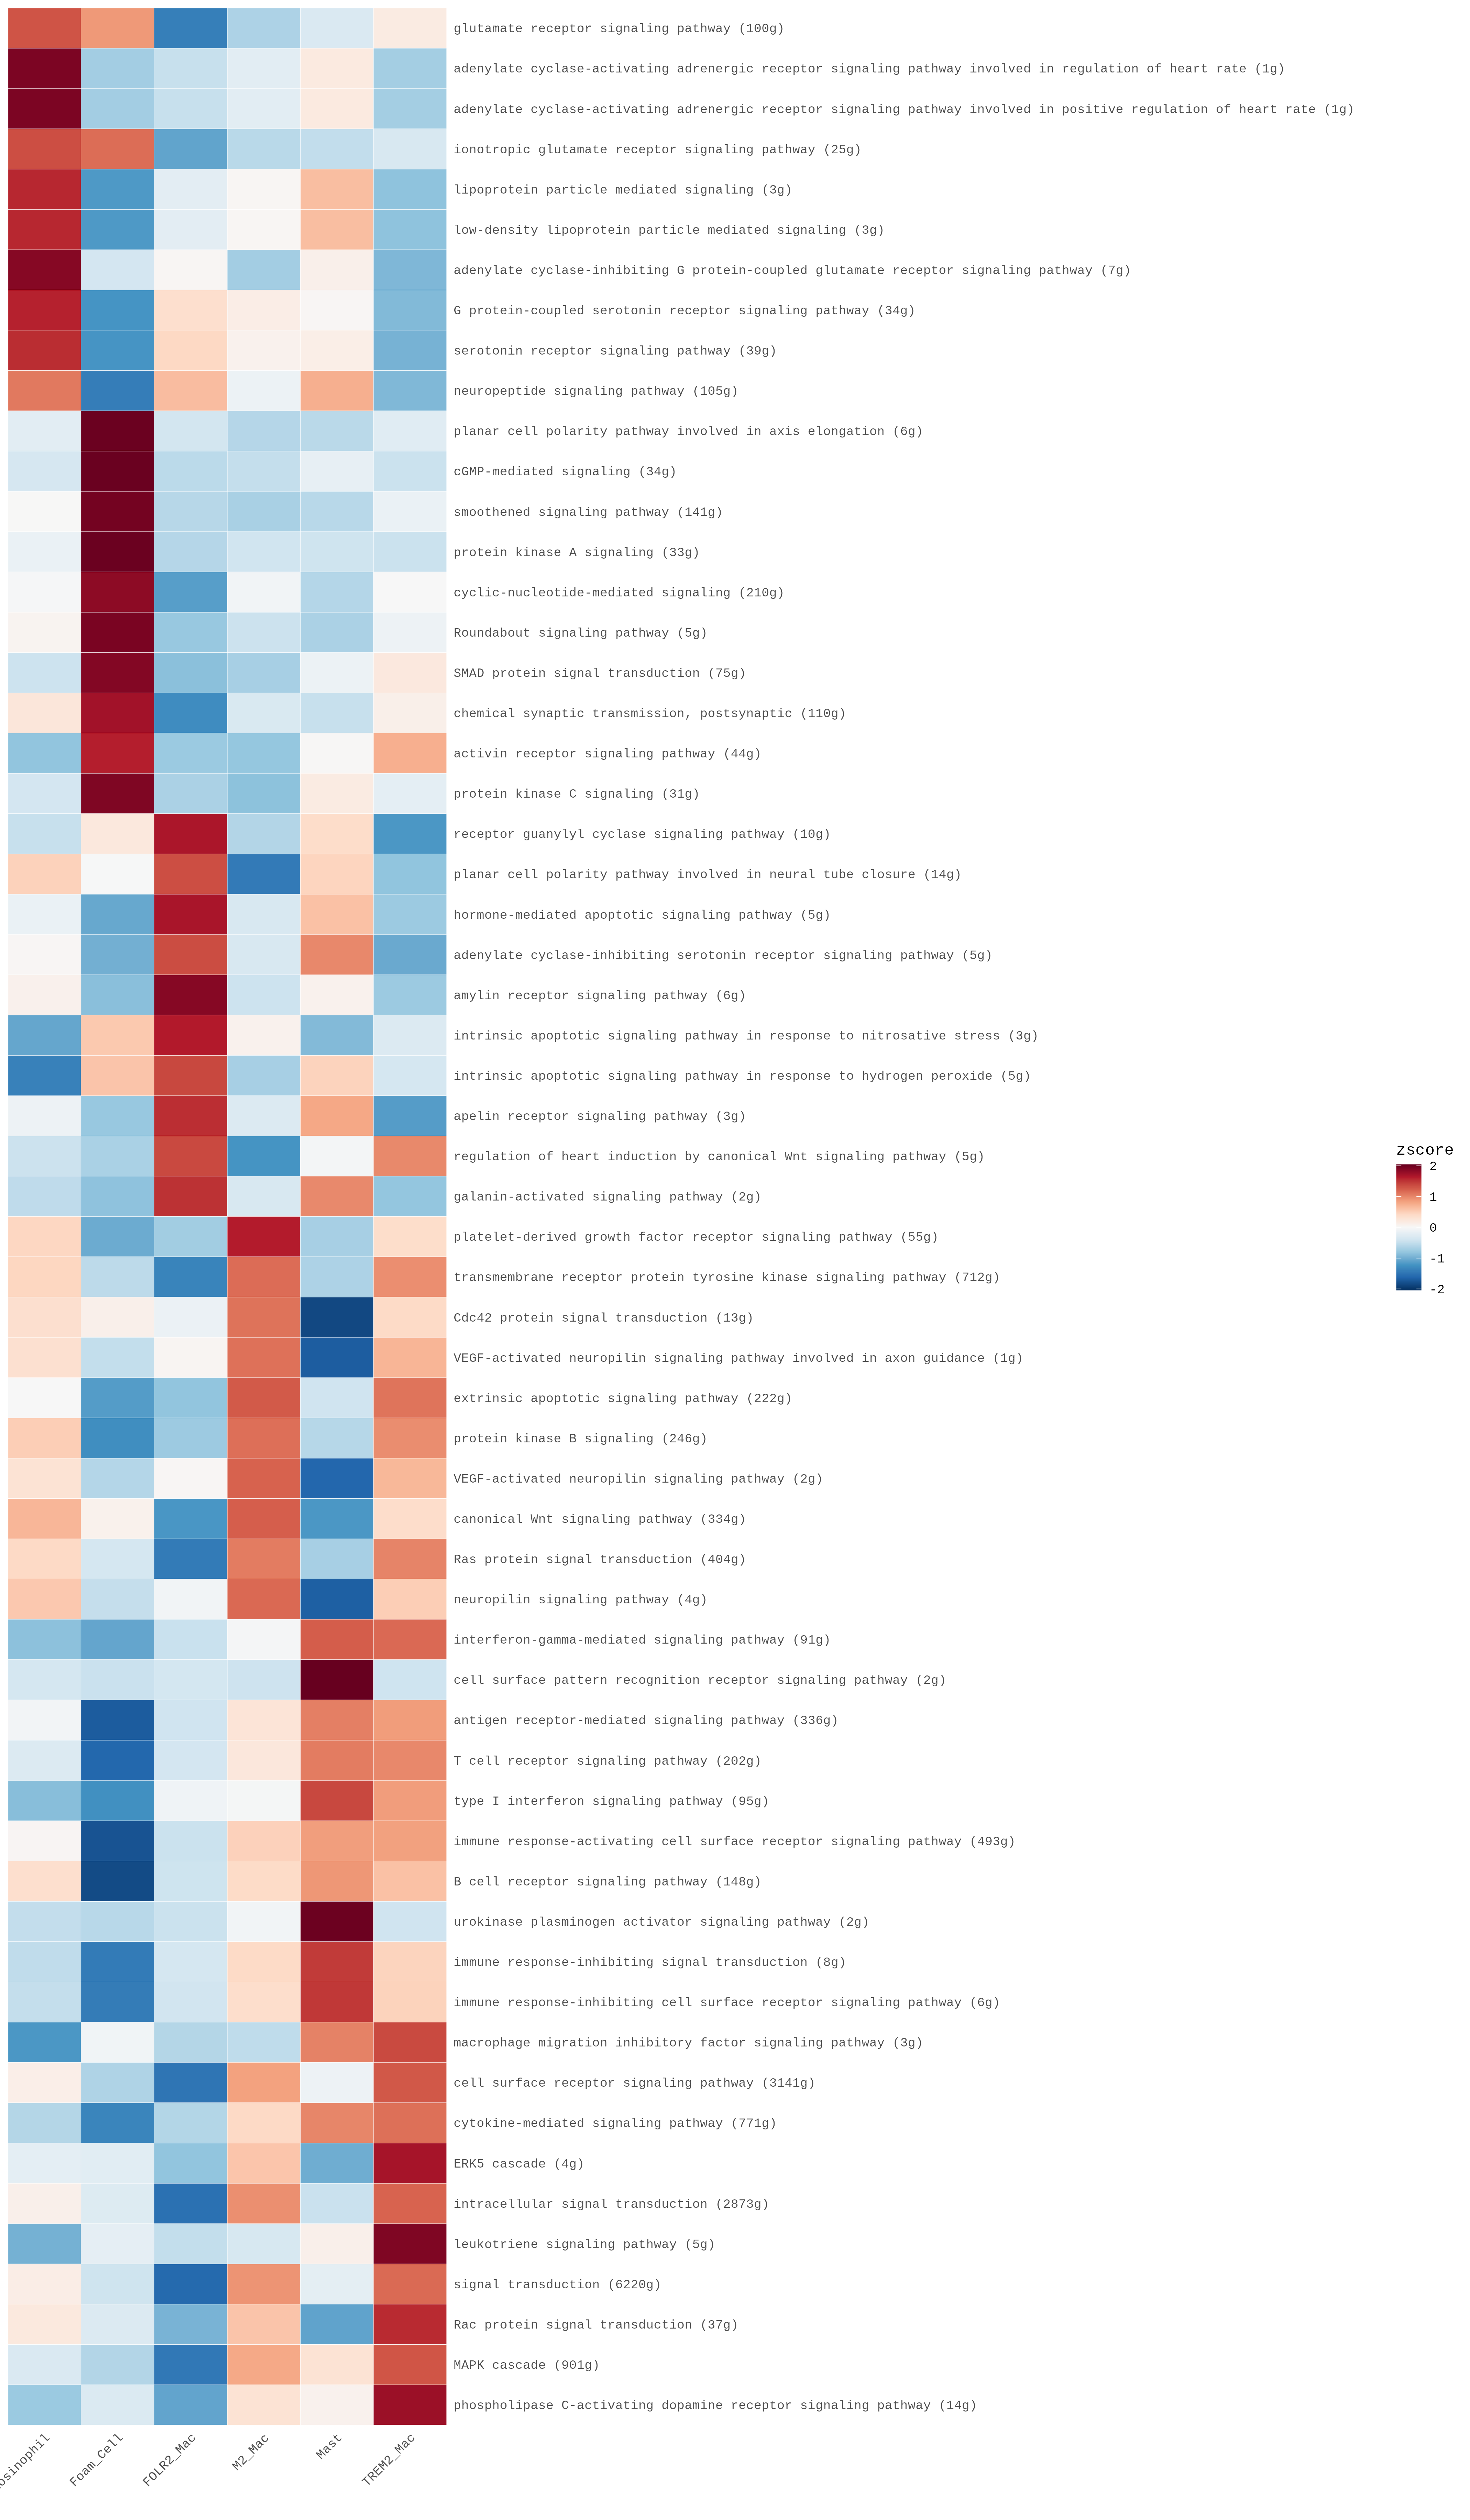 glutamate receptor signaling pathway (100g)
adenylate cyclase-activating adrenergic receptor signaling pathway involved in regulation of heart rate (1g)
adenylate cyclase-activating adrenergic receptor signaling pathway involved in positive regulation of heart rate (1g)
ionotropic glutamate receptor signaling pathway (25g)
lipoprotein particle mediated signaling (3g)
low-density lipoprotein particle mediated signaling (3g)
adenylate cyclase-inhibiting G protein-coupled glutamate receptor signaling pathway (7g)
G protein-coupled serotonin receptor signaling pathway (34g)
serotonin receptor signaling pathway (39g)
neuropeptide signaling pathway (105g)
planar cell polarity pathway involved in axis elongation (6g)
cGMP-mediated signaling (34g)
smoothened signaling pathway (141g)
protein kinase A signaling (33g)
cyclic-nucleotide-mediated signaling (210g)
Roundabout signaling pathway (5g)
SMAD protein signal transduction (75g)
chemical synaptic transmission, postsynaptic (110g)
activin receptor signaling pathway (44g)
protein kinase C signaling (31g)
receptor guanylyl cyclase signaling pathway (10g)
planar cell polarity pathway involved in neural tube closure (14g)
hormone-mediated apoptotic signaling pathway (5g)
adenylate cyclase-inhibiting serotonin receptor signaling pathway (5g)
amylin receptor signaling pathway (6g)
intrinsic apoptotic signaling pathway in response to nitrosative stress (3g)
intrinsic apoptotic signaling pathway in response to hydrogen peroxide (5g)
apelin receptor signaling pathway (3g)
regulation of heart induction by canonical Wnt signaling pathway (5g)
galanin-activated signaling pathway (2g)
platelet-derived growth factor receptor signaling pathway (55g)
transmembrane receptor protein tyrosine kinase signaling pathway (712g)
Cdc42 protein signal transduction (13g)
VEGF-activated neuropilin signaling pathway involved in axon guidance (1g)
extrinsic apoptotic signaling pathway (222g)
protein kinase B signaling (246g)
VEGF-activated neuropilin signaling pathway (2g)
canonical Wnt signaling pathway (334g)
Ras protein signal transduction (404g)
neuropilin signaling pathway (4g)
interferon-gamma-mediated signaling pathway (91g)
cell surface pattern recognition receptor signaling pathway (2g)
antigen receptor-mediated signaling pathway (336g)
T cell receptor signaling pathway (202g)
type I interferon signaling pathway (95g)
immune response-activating cell surface receptor signaling pathway (493g)
B cell receptor signaling pathway (148g)
urokinase plasminogen activator signaling pathway (2g)
immune response-inhibiting signal transduction (8g)
immune response-inhibiting cell surface receptor signaling pathway (6g)
macrophage migration inhibitory factor signaling pathway (3g)
cell surface receptor signaling pathway (3141g)
cytokine-mediated signaling pathway (771g)
ERK5 cascade (4g)
intracellular signal transduction (2873g)
leukotriene signaling pathway (5g)
signal transduction (6220g)
Rac protein signal transduction (37g)
MAPK cascade (901g)
phospholipase C-activating dopamine receptor signaling pathway (14g)
zscore
2
1
0
-1
-2
osinophil
Foam_Cell
FOLR2_Mac
M2_Mac
Mast
TREM2_Mac